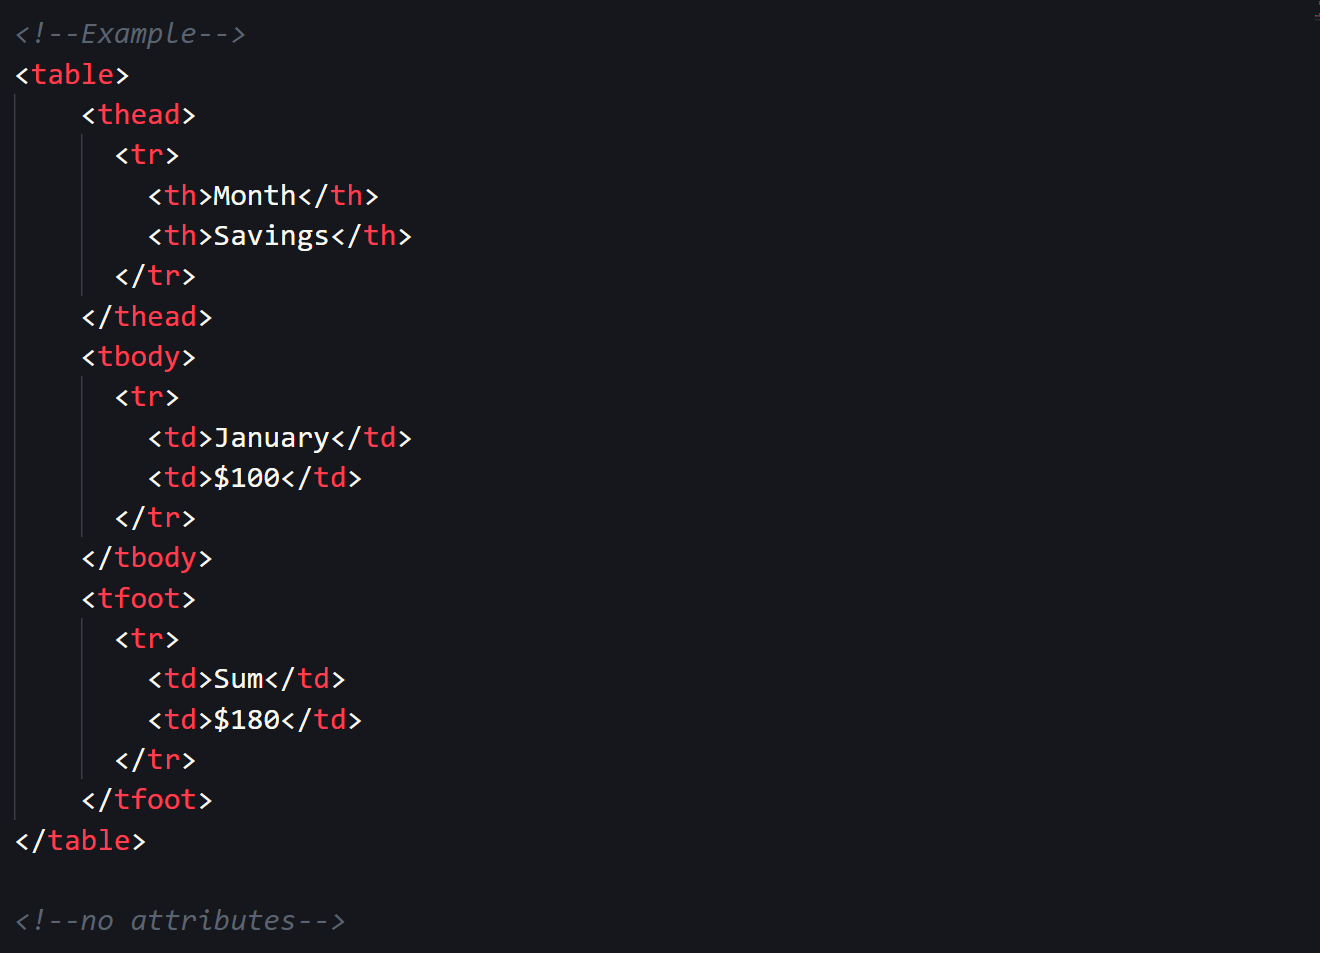 <!--Example-->
<table>
    <thead>
      <tr>
        <th>Month</th>
        <th>Savings</th>
      </tr>
    </thead>
    <tbody>
      <tr>
        <td>January</td>
        <td>$100</td>
      </tr>
    </tbody>
    <tfoot>
      <tr>
        <td>Sum</td>
        <td>$180</td>
      </tr>
    </tfoot>
</table>

<!--no attributes-->